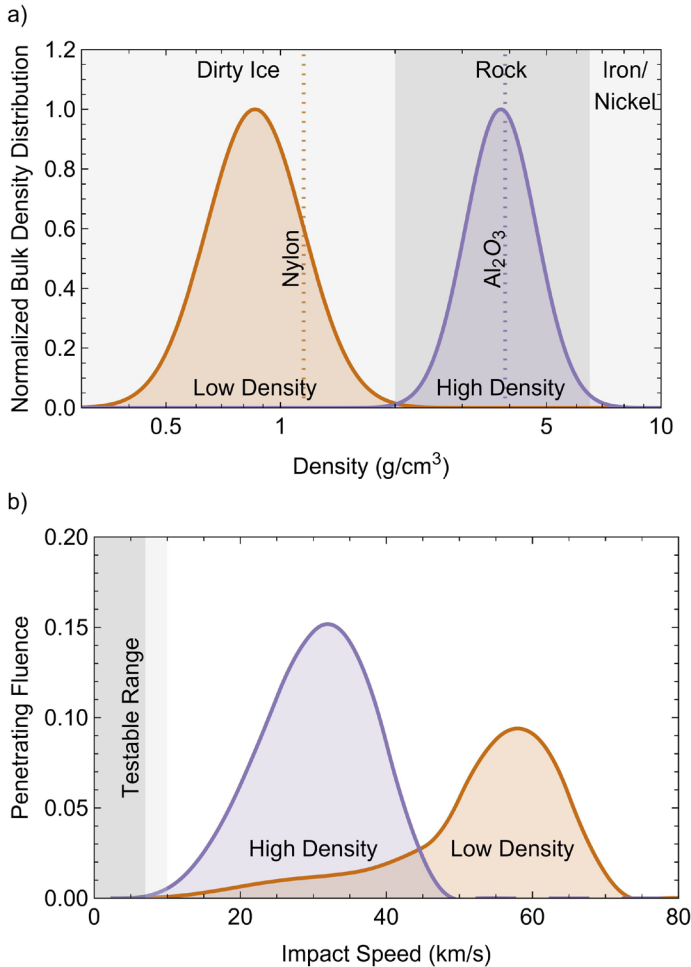 a)
1.2
1.0
0.8
0.6
0.4
0.2
0.0
Normalized Bulk Density Distribution
Dirty Ice
Rock
Iron/
Nickel
Nylon
Al₂O₃
Low Density
High Density
0.5
1
5
10
Density (g/cm³)
b)
0.20
0.15
0.10
0.05
0.00
Penetrating Fluence
Testable Range
High Density
Low Density
0
20
40
60
80
Impact Speed (km/s)